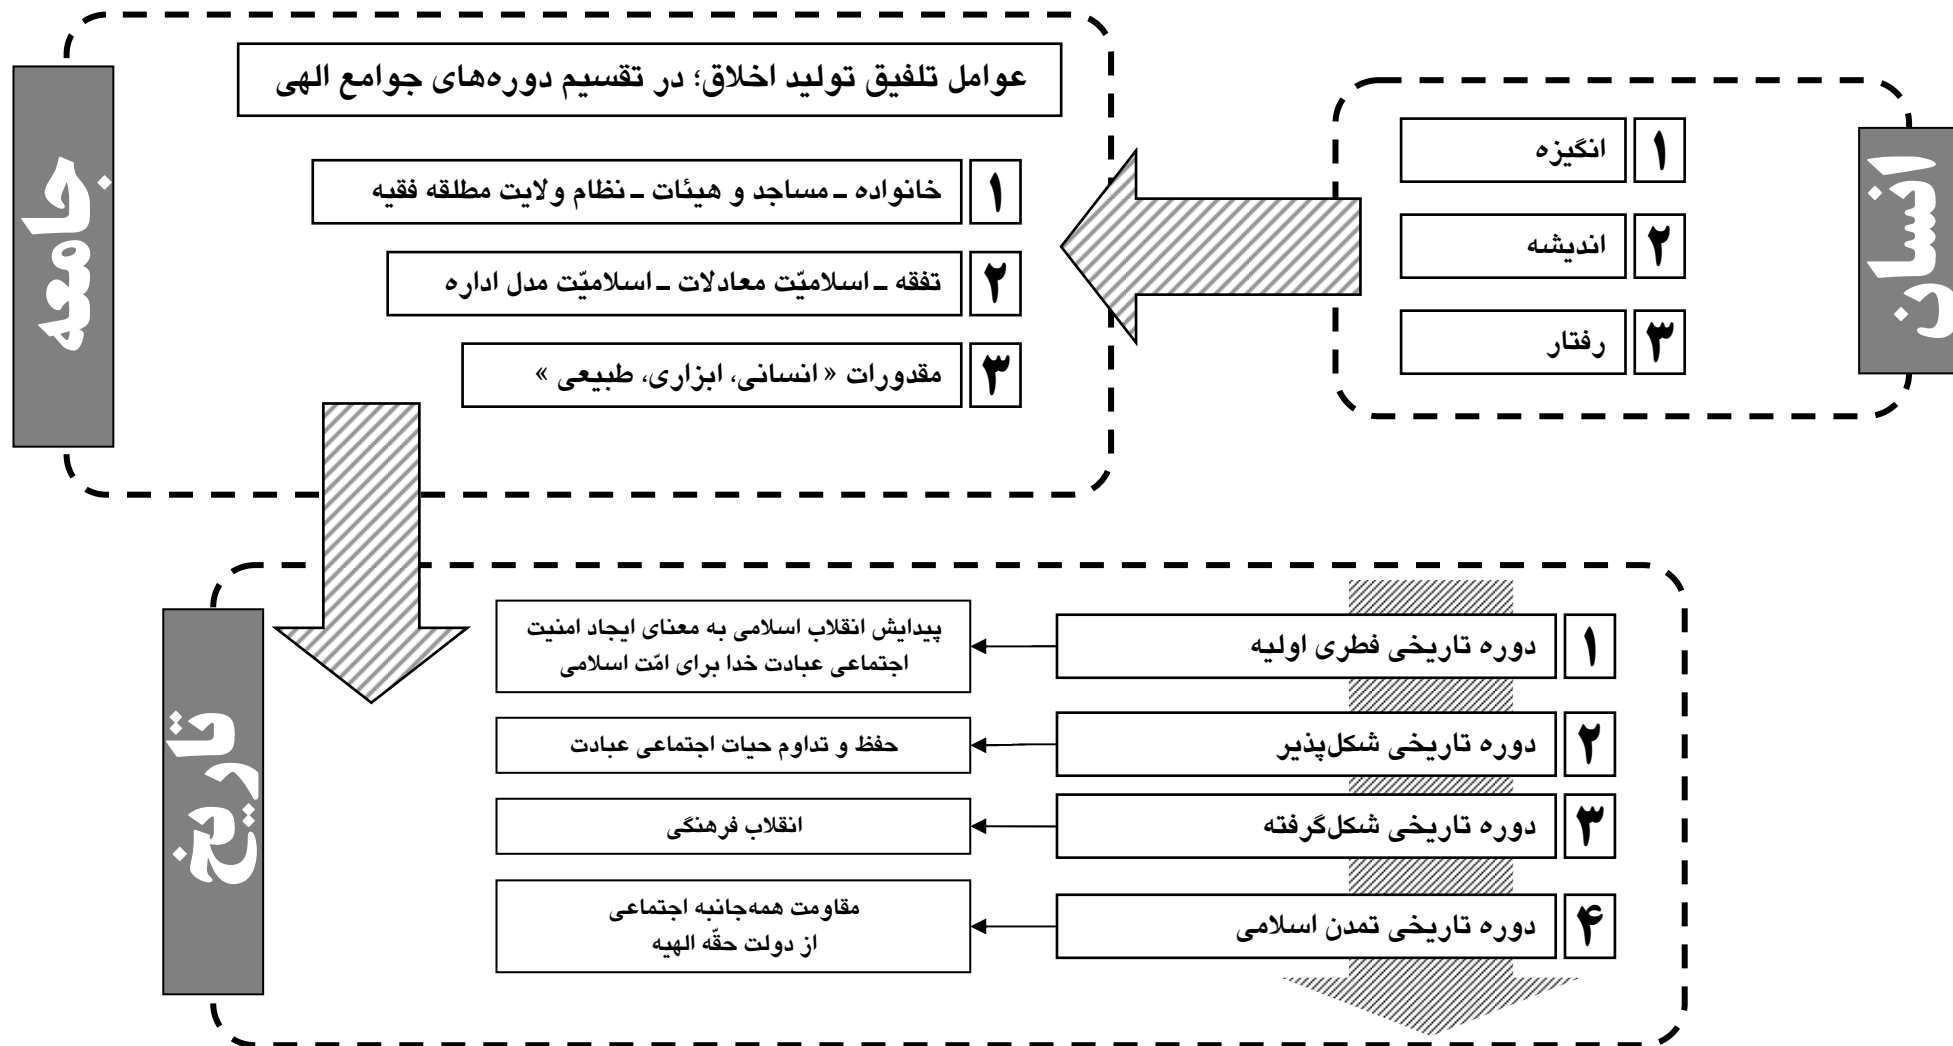 انسان
۱ انگیزه
۲ اندیشه
۳ رفتار
جامعه
عوامل تلفیق تولید اخلاق؛ در تقسیم دوره‌های جوامع الهی
۱ خانواده ـ مساجد و هیئات ـ نظام ولایت مطلقه فقیه
۲ تفقه ـ اسلامیّت معادلات ـ اسلامیّت مدل اداره
۳ مقدورات « انسانی، ابزاری، طبیعی »
تاریخ
۱ دوره تاریخی فطری اولیه
پیدایش انقلاب اسلامی به معنای ایجاد امنیت
اجتماعی عبادت خدا برای امّت اسلامی
۲ دوره تاریخی شکل‌پذیر
حفظ و تداوم حیات اجتماعی عبادت
۳ دوره تاریخی شکل‌گرفته
انقلاب فرهنگی
۴ دوره تاریخی تمدن اسلامی
مقاومت همه‌جانبه اجتماعی
از دولت حقّه الهیه